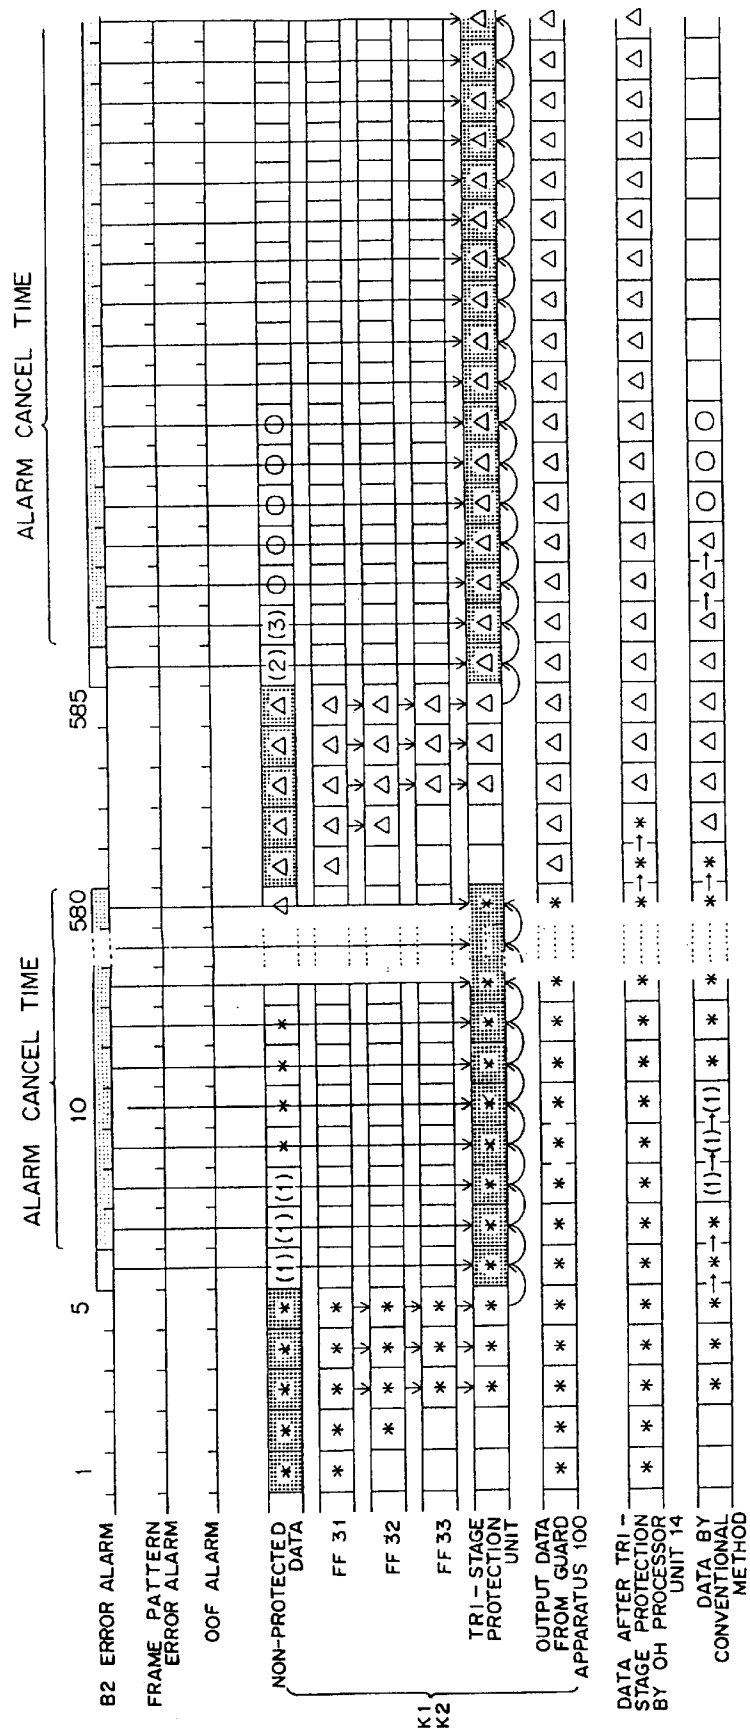 ALARM CANCEL TIME
ALARM CANCEL TIME
1
5
10
580
585
B2 ERROR ALARM
FRAME PATTERN
ERROR ALARM
OOF ALARM
K1
K2
NON-PROTECTED
DATA
* * * * * (1) (1) (1) * * * * △ △ △ △ △ △ (2) (3) ○ ○ ○ ○ ○
FF 31
* * * * * △ △ △ △ △
FF 32
* * * * △ △ △ △
FF 33
* * * △ △ △
TRI-STAGE
PROTECTION
UNIT
* * * * * * * * * * * * △ △ △ △ △ △ △ △ △ △ △ △ △ △ △ △ △ △ △ △
OUTPUT DATA
FROM GUARD
APPARATUS 100
* * * * * * * * * * * * * * △ △ △ △ △ △ △ △ △ △ △ △ △ △ △ △ △ △ △ △ △ △
DATA AFTER TRI-
STAGE PROTECTION
BY OH PROCESSOR
UNIT 14
* * * * * * * * * * * * * *→*→* △ △ △ △ △ △ △ △ △ △ △ △ △ △ △ △ △ △ △ △
DATA BY
CONVENTIONAL
METHOD
* * *→*→* (1)→(1)→(1) * * * *→* △ △ △ △ △ △→△→△ ○ ○ ○